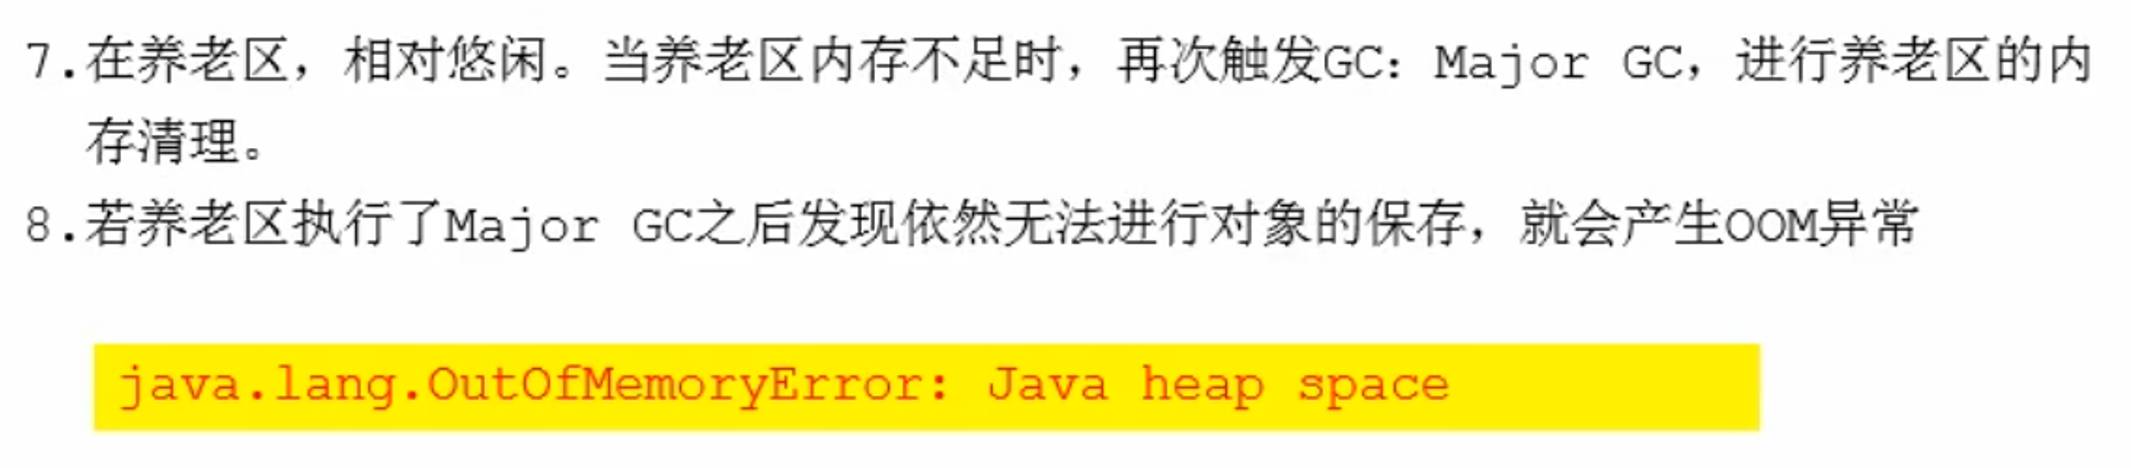 7.在养老区，相对悠闲。当养老区内存不足时，再次触发GC：Major GC，进行养老区的内
存清理。
8.若养老区执行了Major GC之后发现依然无法进行对象的保存，就会产生OOM异常
java.lang.OutOfMemoryError: Java heap space